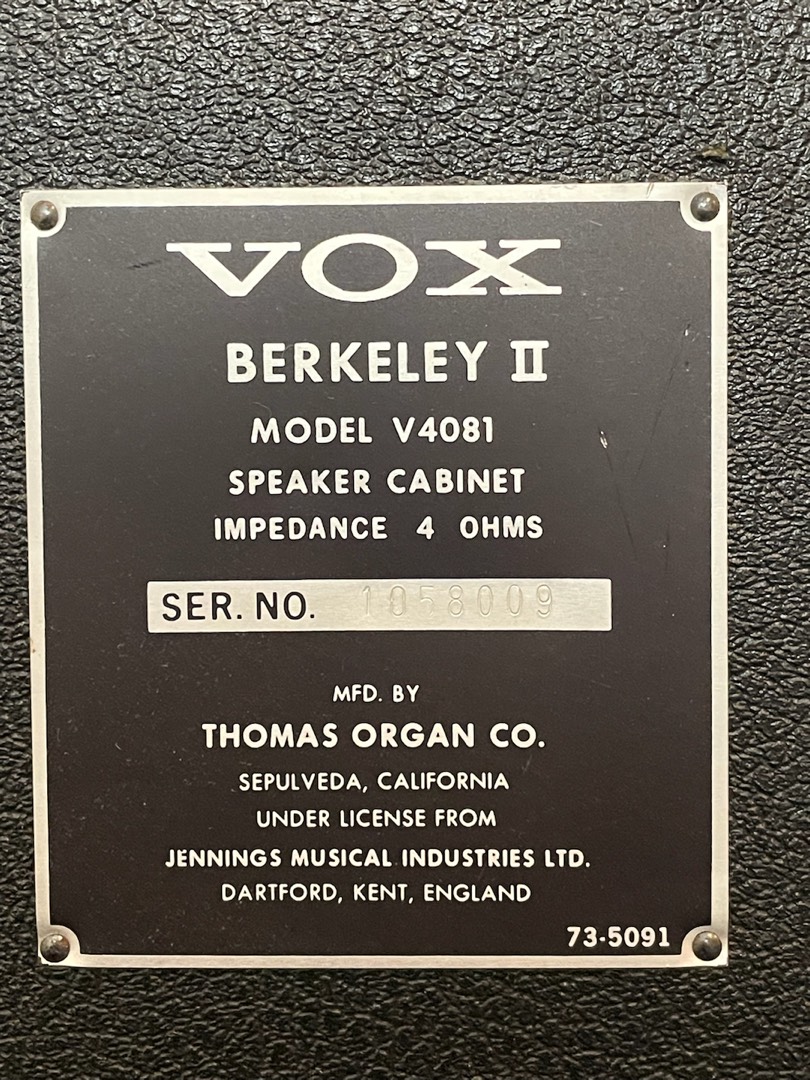 VOX
BERKELEY II
MODEL V4081
SPEAKER CABINET
IMPEDANCE 4 OHMS
SER. NO. 1058009
MFD. BY
THOMAS ORGAN CO.
SEPULVEDA, CALIFORNIA
UNDER LICENSE FROM
JENNINGS MUSICAL INDUSTRIES LTD.
DARTFORD, KENT, ENGLAND
73-5091